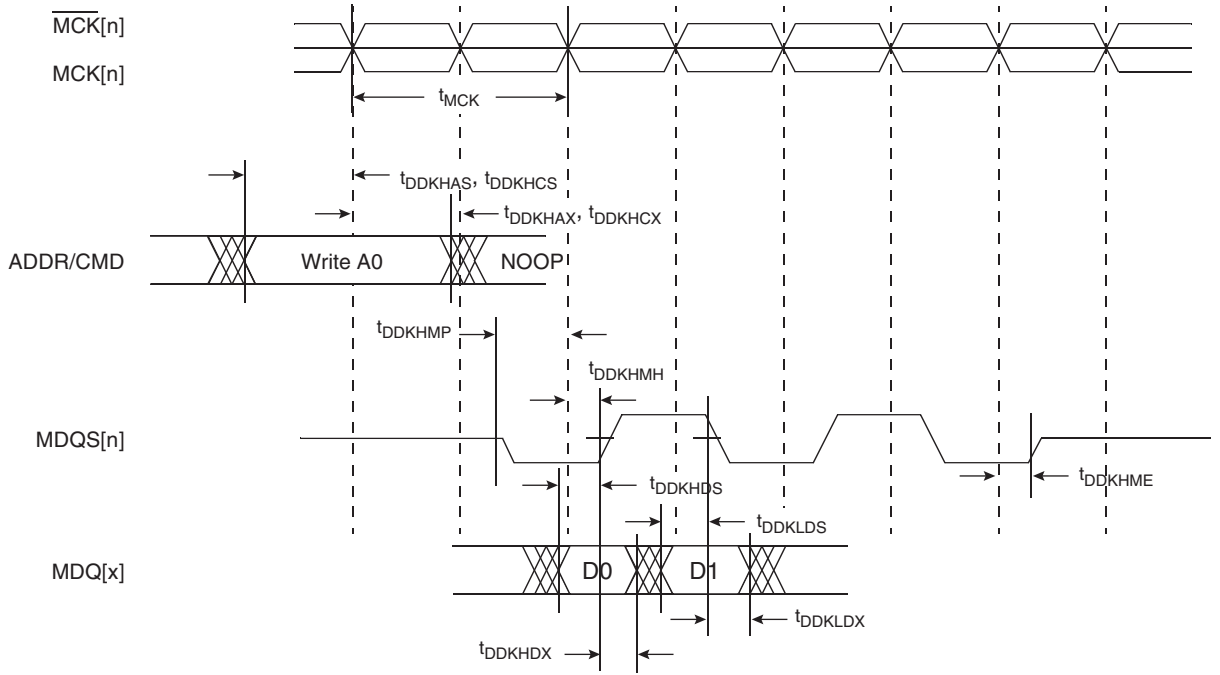 MCK[n]
MCK[n]
tMCK
tDDKHAS, tDDKHCS
tDDKHAX, tDDKHCX
ADDR/CMD
Write A0
NOOP
tDDKHMP
tDDKHMH
MDQS[n]
tDDKHDS
tDDKHME
tDDKLDS
MDQ[x]
D0
D1
tDDKLDX
tDDKHDX